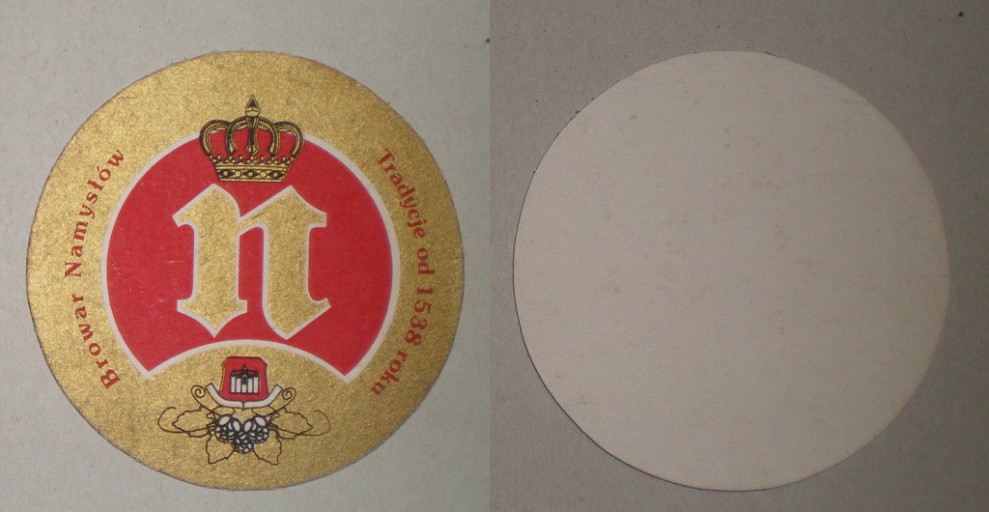 Browar Namysłów
Tradycje od 1538 roku
n